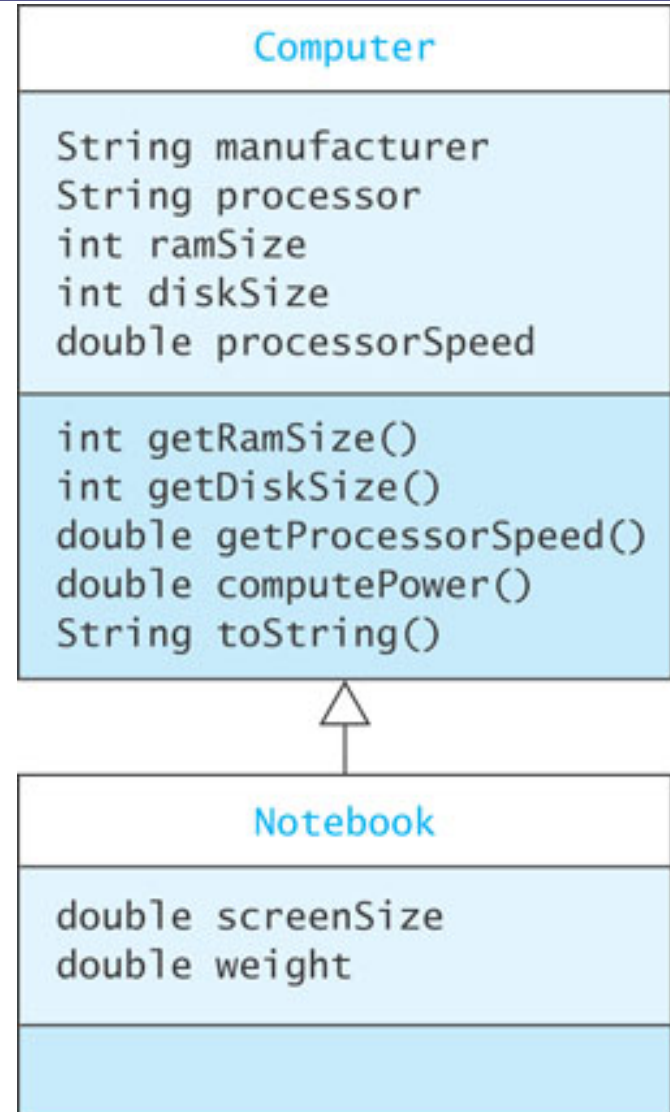 Computer
String manufacturer
String processor
int ramSize
int diskSize
double processorSpeed
int getRamSize()
int getDiskSize()
double getProcessorSpeed()
double computePower()
String toString()
Notebook
double screenSize
double weight